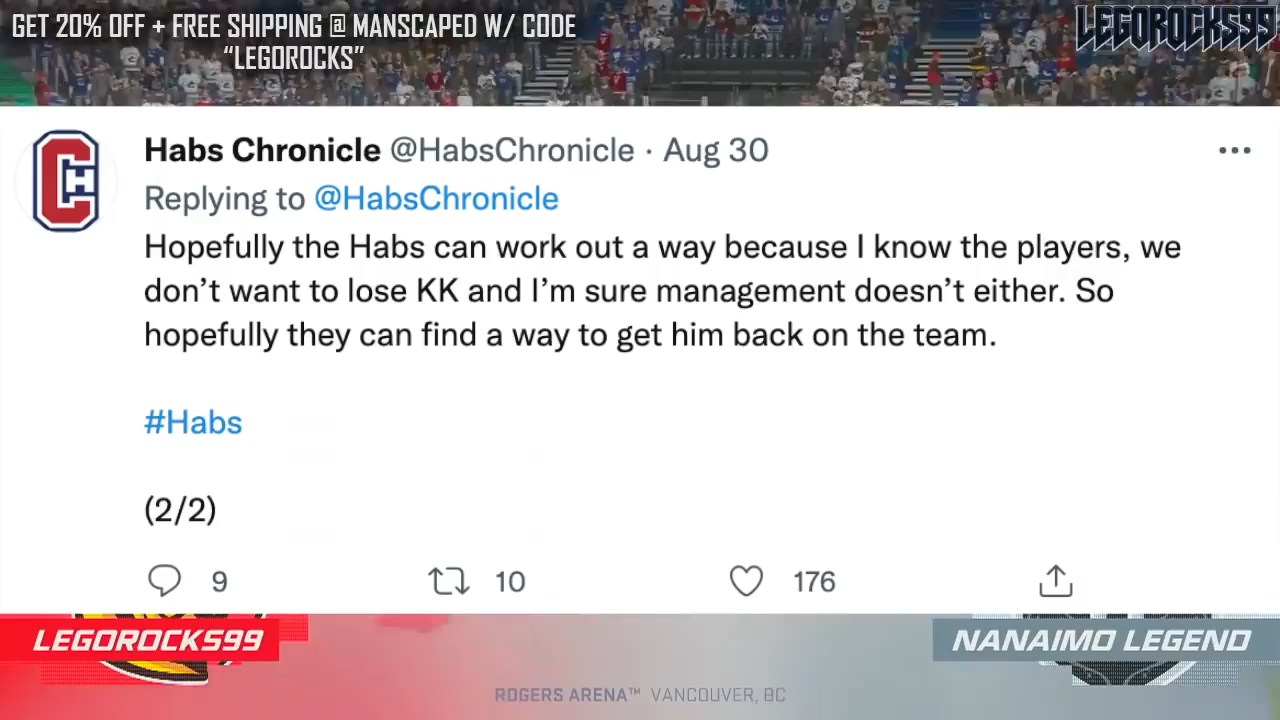 GET 20% OFF + FREE SHIPPING @ MANSCAPED W/ CODE
“LEGOROCKS”
LEGOROCKS99
Habs Chronicle @HabsChronicle · Aug 30
Replying to @HabsChronicle
Hopefully the Habs can work out a way because I know the players, we
don’t want to lose KK and I’m sure management doesn’t either. So
hopefully they can find a way to get him back on the team.
#Habs
(2/2)
9 10 176
LEGOROCKS99
NANAIMO LEGEND
ROGERS ARENA™ VANCOUVER, BC